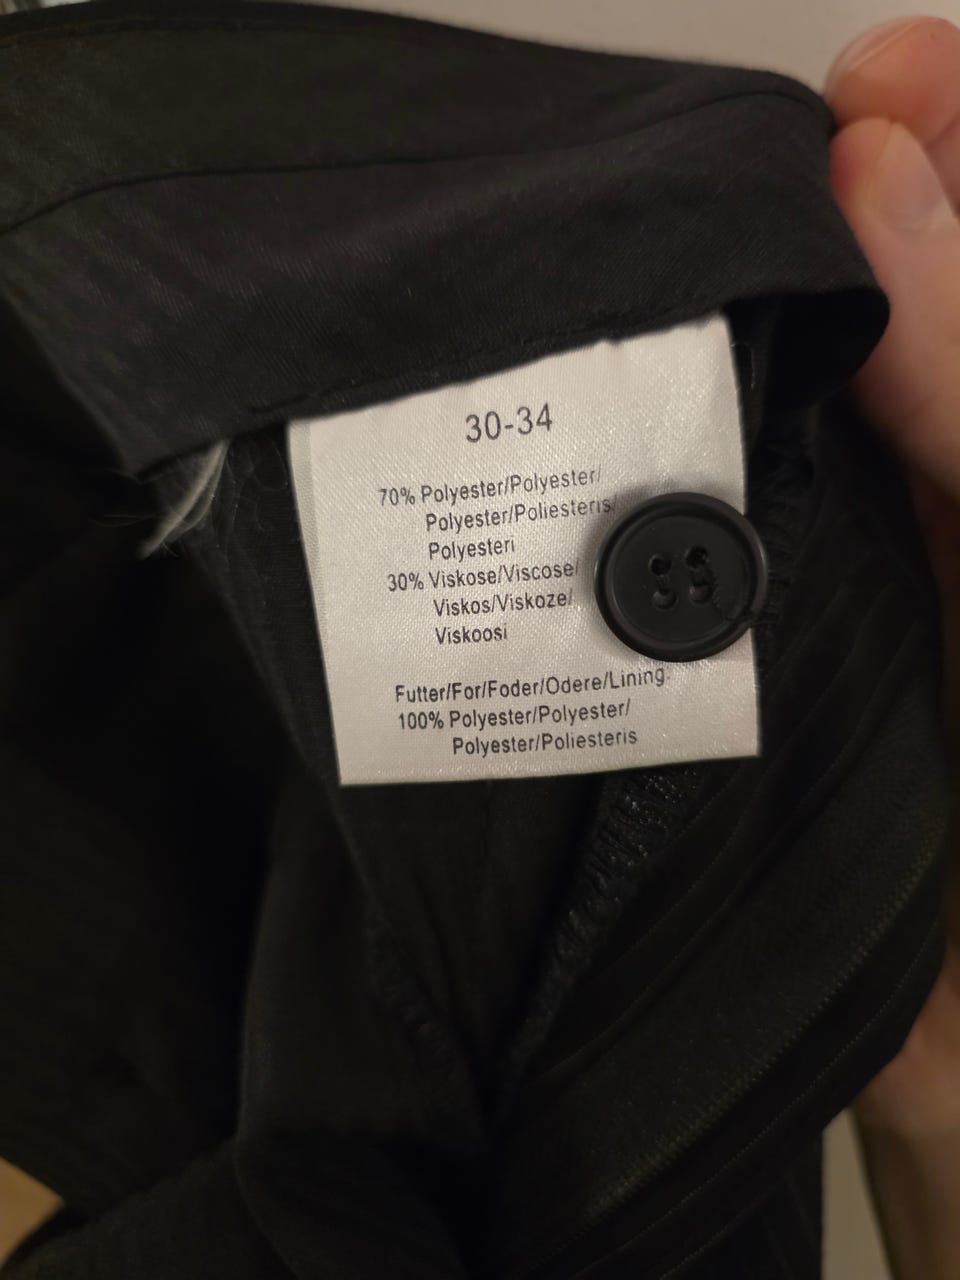 30-34
70% Polyester/Polyester/
Polyester/Poliesteris/
Polyesteri
30% Viskose/Viscose/
Viskos/Viskoze/
Viskoosi
Futter/For/Foder/Odere/Lining:
100% Polyester/Polyester/
Polyester/Poliesteris